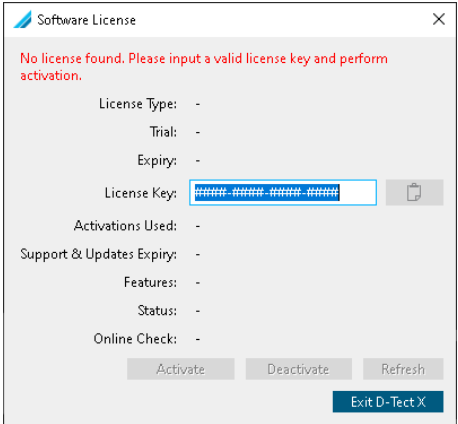 Software License
No license found. Please input a valid license key and perform
activation.
License Type: -
Trial: -
Expiry: -
License Key: ####-####-####-####
Activations Used: -
Support & Updates Expiry: -
Features: -
Status: -
Online Check: -
Activate Deactivate Refresh
Exit D-Tect X